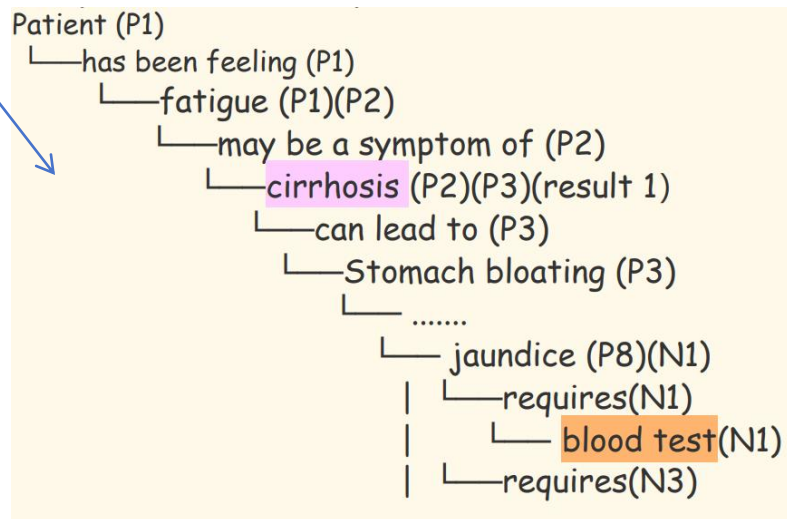 Patient (P1)
└──has been feeling (P1)
└──fatigue (P1)(P2)
└──may be a symptom of (P2)
└──cirrhosis (P2)(P3)(result 1)
└──can lead to (P3)
└──Stomach bloating (P3)
└── .......
└── jaundice (P8)(N1)
| └──requires(N1)
| └── blood test(N1)
| └──requires(N3)